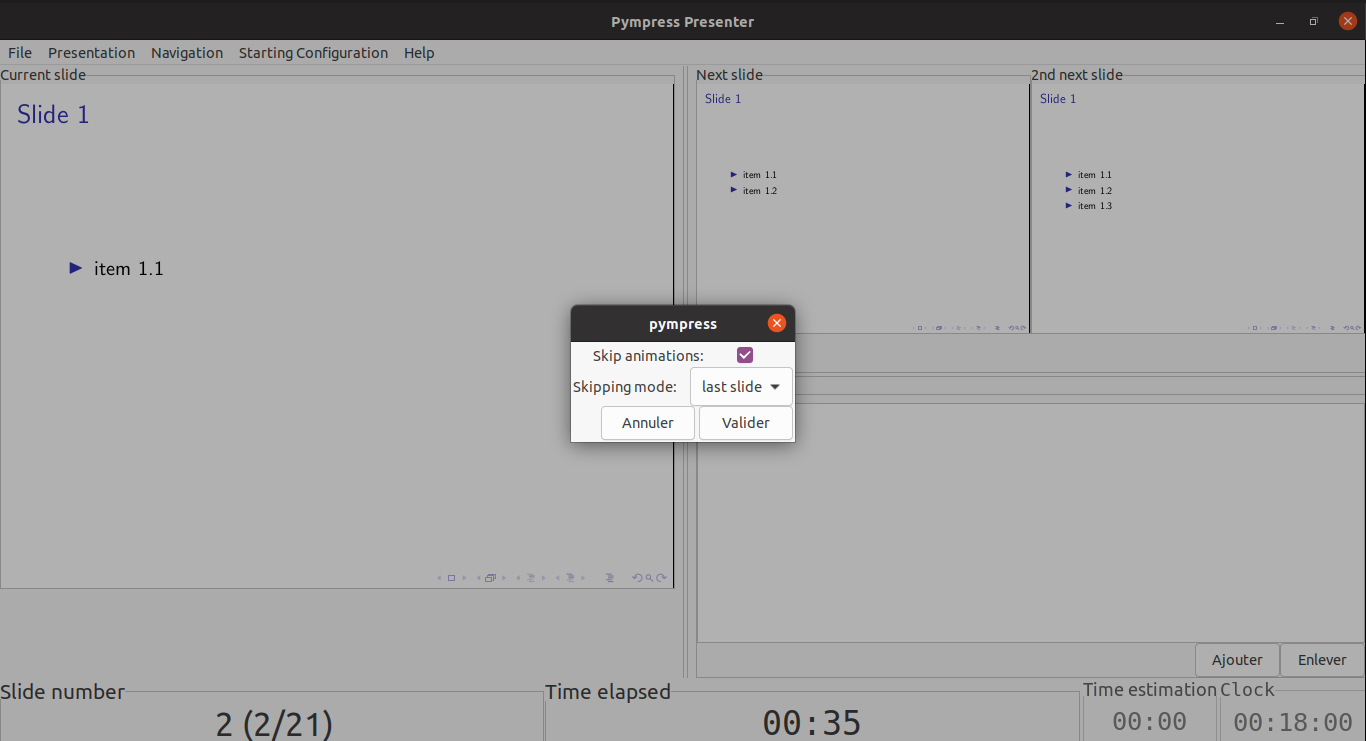 Pympress Presenter
File Presentation Navigation Starting Configuration Help
Current slide
Slide 1
item 1.1
Next slide
Slide 1
item 1.1
item 1.2
2nd next slide
Slide 1
item 1.1
item 1.2
item 1.3
pympress
Skip animations:
Skipping mode: last slide
Annuler Valider
Ajouter Enlever
Slide number
2 (2/21)
Time elapsed
00:35
Time estimation
00:00
Clock
00:18:00